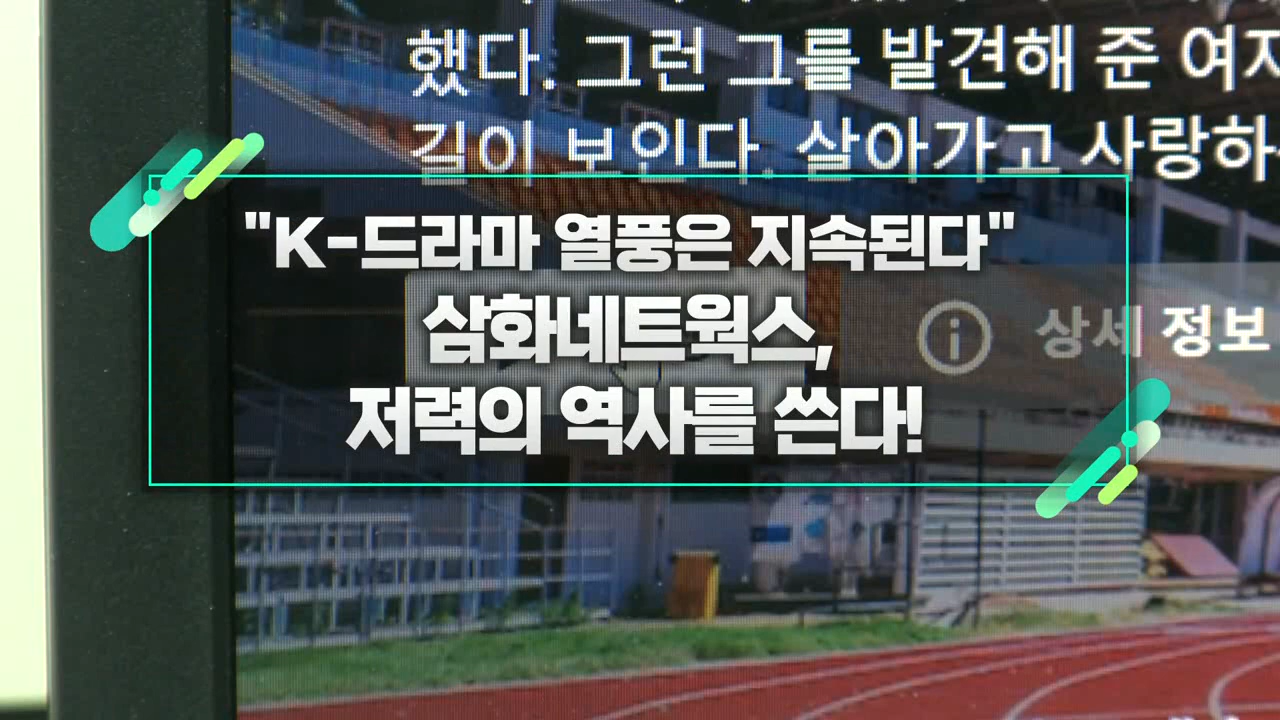 했다. 그런 그를 발견해 준 여자
길이 보인다. 살아가고 사랑하
"K-드라마 열풍은 지속된다"
삼화네트웍스,
상세 정보
저력의 역사를 쓴다!